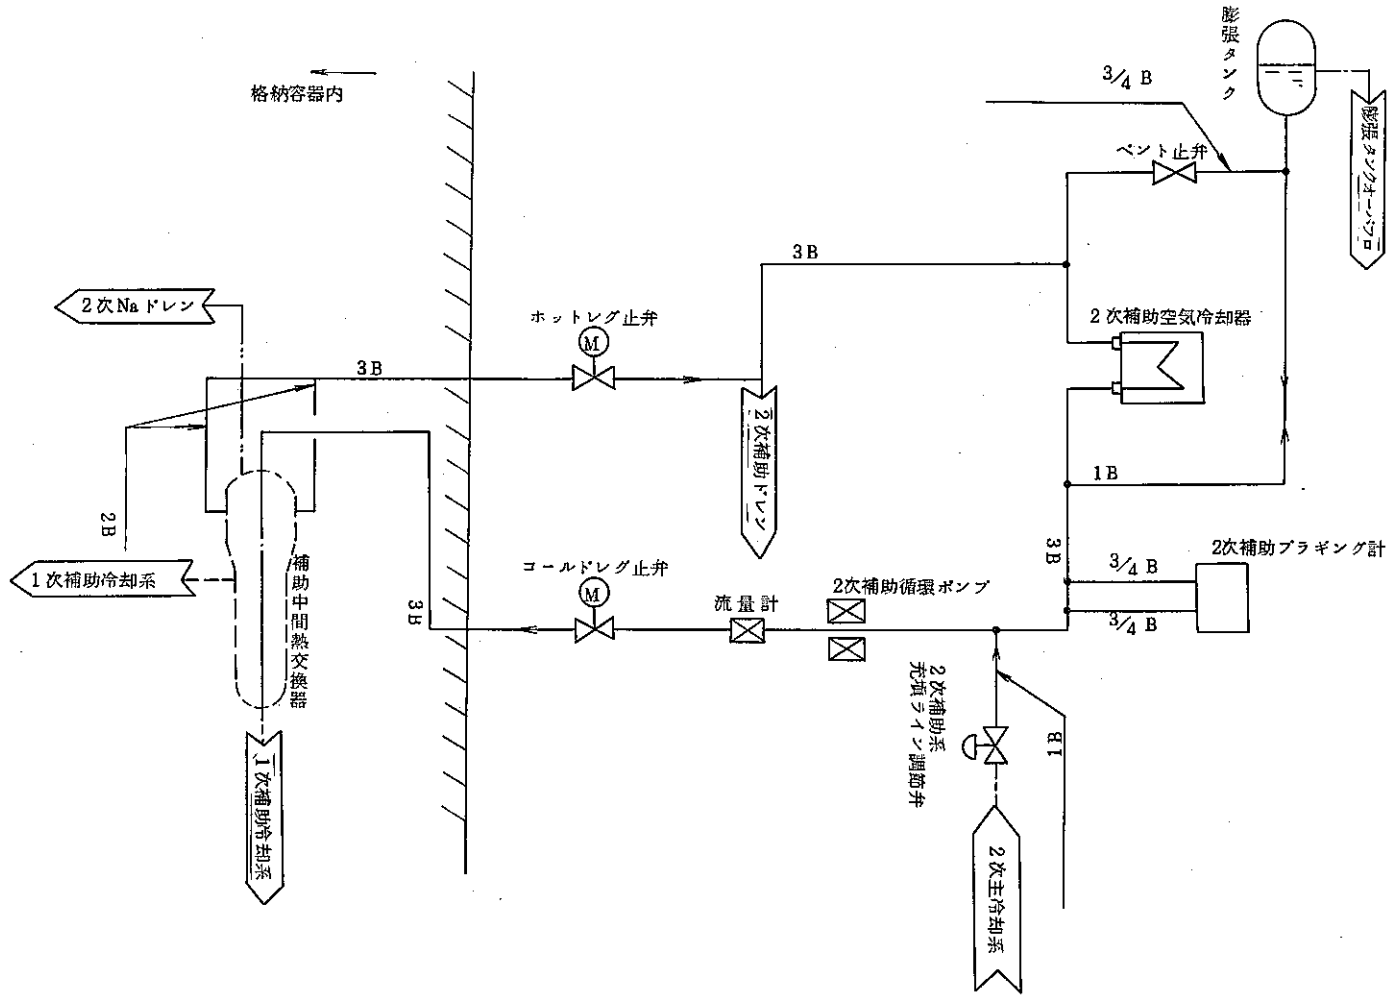 膨張タンク
3/4 B
格納容器内
膨張タンクオーバフロ
ベント止弁
3B
2次Naドレン
ホットレグ止弁
M
2次補助空気冷却器
3B
2次補助ドレン
1B
2B
3B
2次補助プラギング計
1次補助冷却系
補助中間熱交換器
コールドレグ止弁
M
3/4 B
3B
流量計
2次補助循環ポンプ
3/4 B
2次補助系
充填ライン調節弁
1B
1次補助冷却系
2次主冷却系